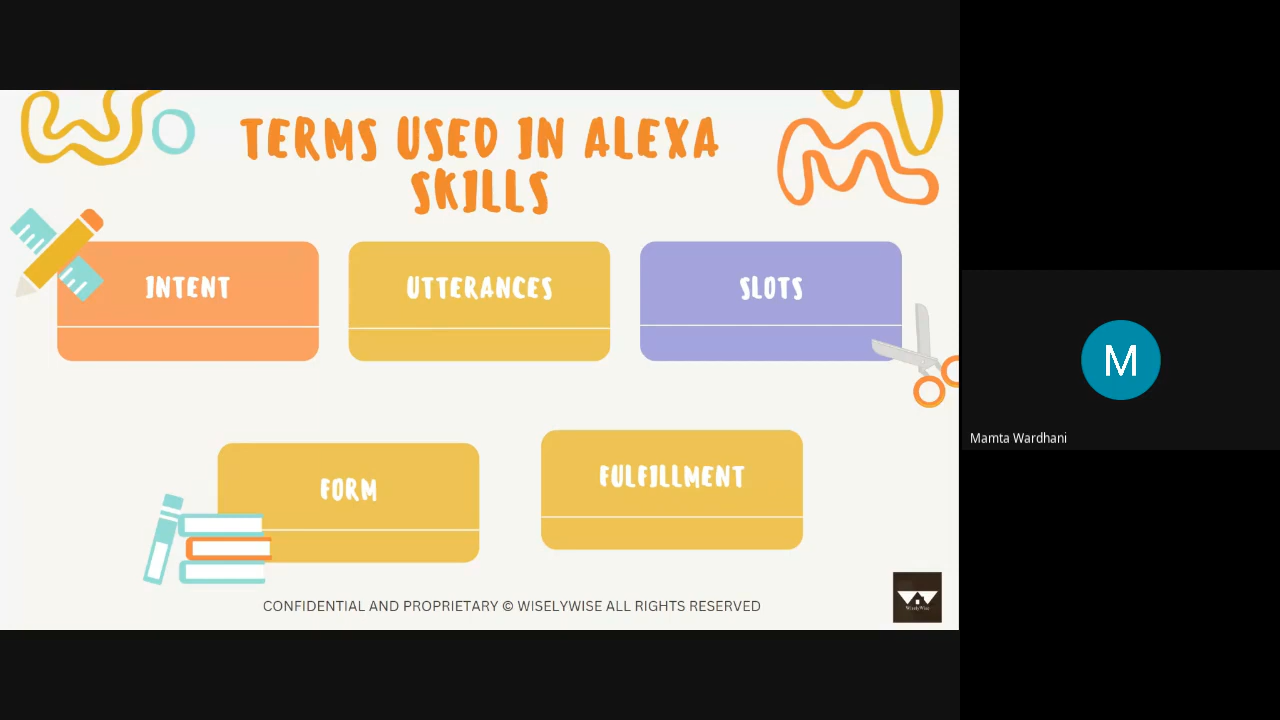 TERMS USED IN ALEXA
SKILLS
INTENT
UTTERANCES
SLOTS
FORM
FULFILLMENT
CONFIDENTIAL AND PROPRIETARY © WISELYWISE ALL RIGHTS RESERVED
WiselyWise
M
Mamta Wardhani